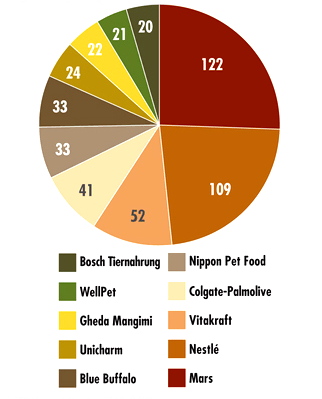 20
21
22
122
24
33
33
41
109
52
Bosch Tiernahrung
Nippon Pet Food
WellPet
Colgate-Palmolive
Gheda Mangimi
Vitakraft
Unicharm
Nestlé
Blue Buffalo
Mars